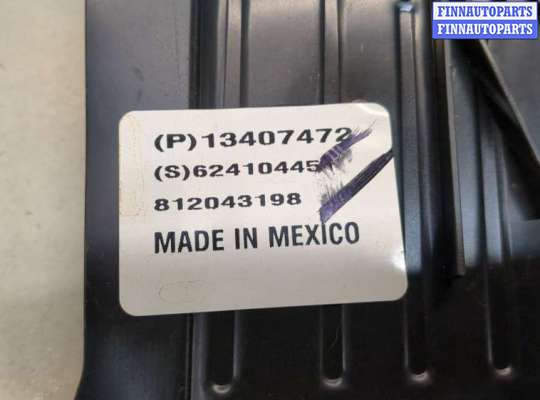 FINNAUTOPARTS
FINNAUTOPARTS
(P)13407472
(S)62410445
812043198
MADE IN MEXICO